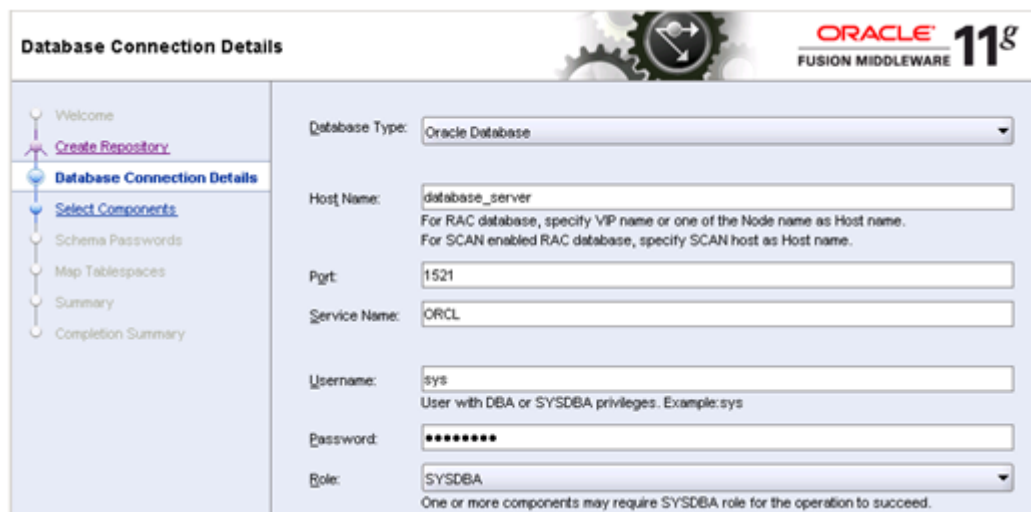 Database Connection Details
ORACLE
FUSION MIDDLEWARE 11g
Welcome
Create Repository
Database Connection Details
Select Components
Schema Passwords
Map Tablespaces
Summary
Completion Summary
Database Type: Oracle Database
Host Name: database_server
For RAC database, specify VIP name or one of the Node name as Host name.
For SCAN enabled RAC database, specify SCAN host as Host name.
Port: 1521
Service Name: ORCL
Username: sys
User with DBA or SYSDBA privileges. Example:sys
Password: ••••••••
Role: SYSDBA
One or more components may require SYSDBA role for the operation to succeed.